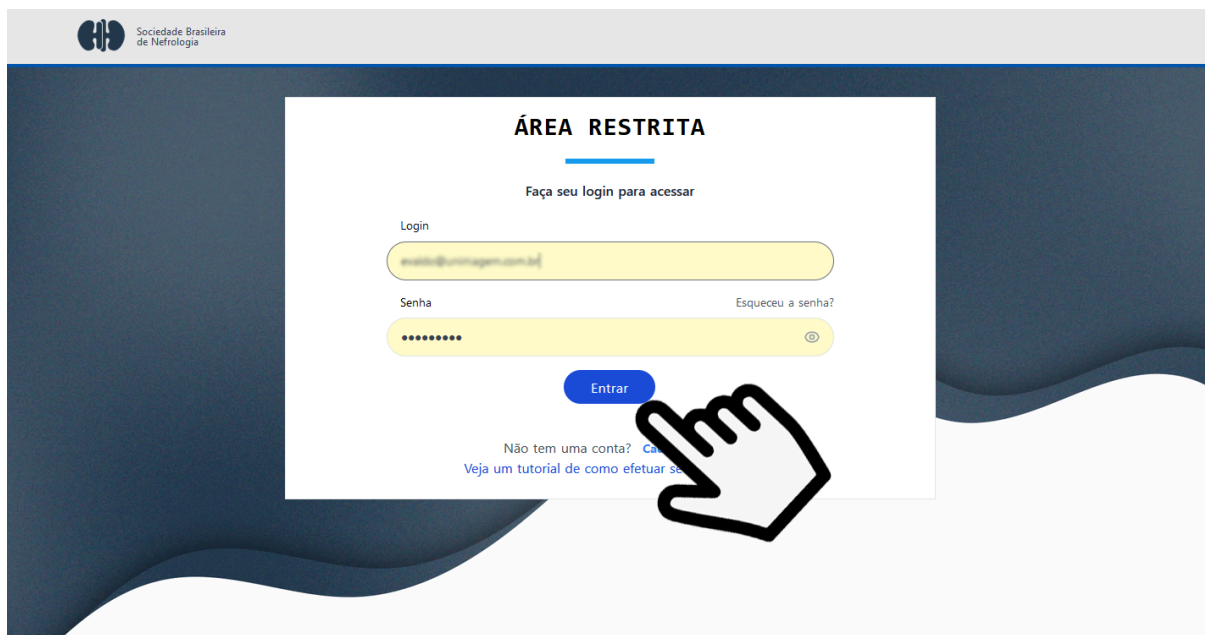 Sociedade Brasileira
de Nefrologia
ÁREA RESTRITA
Faça seu login para acessar
Login
Senha
Esqueceu a senha?
•••••••••
Entrar
Não tem uma conta?
Veja um tutorial de como efetuar